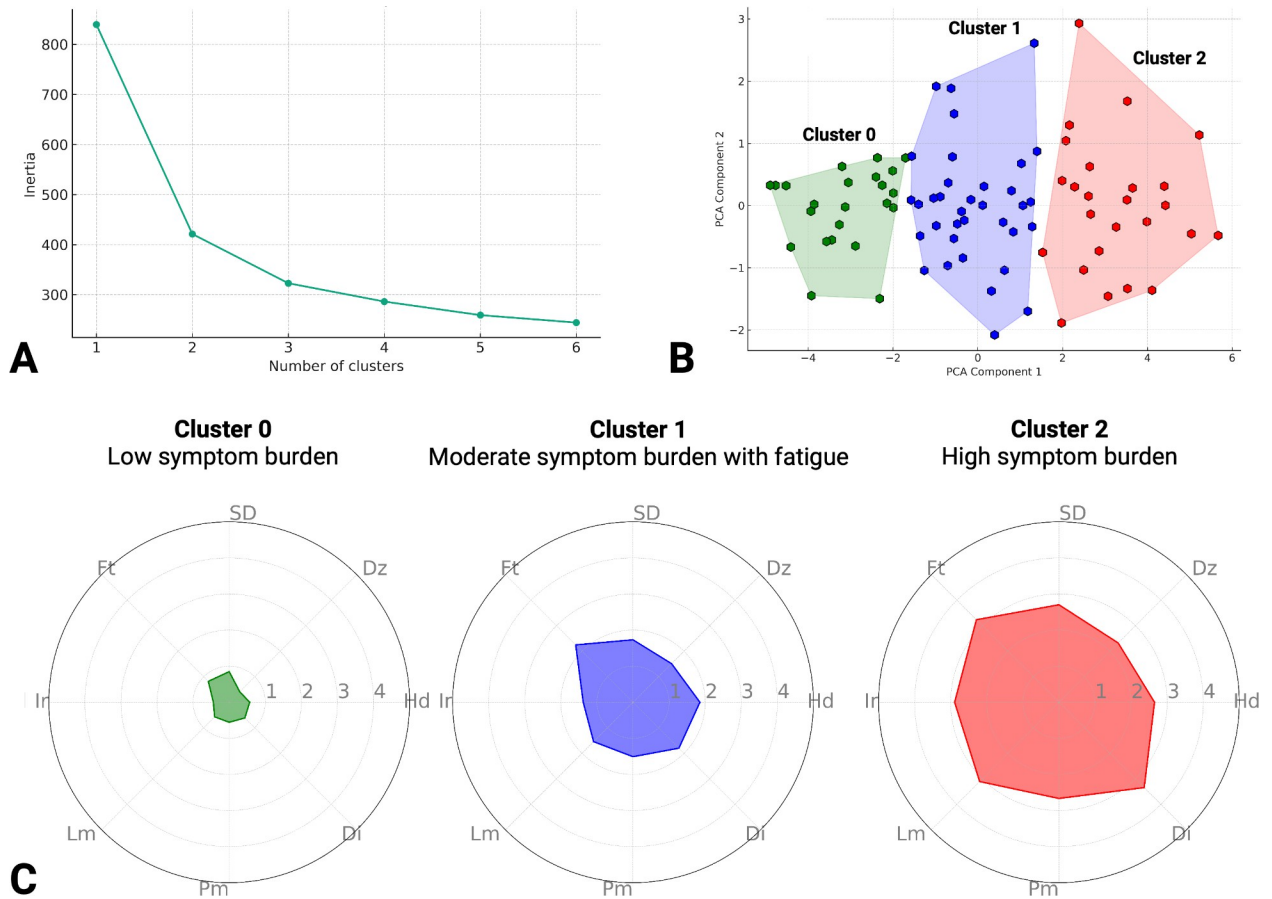 800
700
600
500
400
300
Inertia
1 2 3 4 5 6
Number of clusters
A
3
2
1
0
−1
−2
PCA Component 2
Cluster 0
Cluster 1
Cluster 2
−4 −2 0 2 4 6
PCA Component 1
B
Cluster 0
Low symptom burden
SD
Ft Dz
Ir 1 2 3 4 Hd
Lm Di
Pm
Cluster 1
Moderate symptom burden with fatigue
SD
Ft Dz
Ir 1 2 3 4 Hd
Lm Di
Pm
Cluster 2
High symptom burden
SD
Ft Dz
Ir 1 2 3 4 Hd
Lm Di
Pm
C